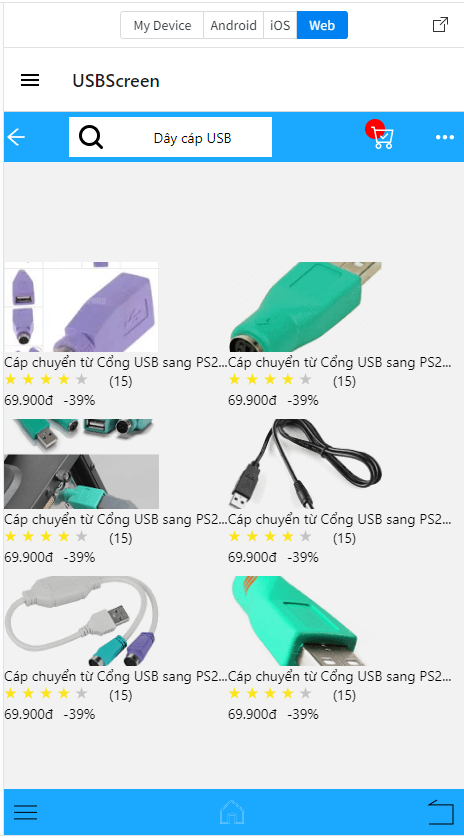 My Device Android iOS Web
USBScreen
Dây cáp USB
Cáp chuyển từ Cổng USB sang PS2... Cáp chuyển từ Cổng USB sang PS2...
(15) (15)
69.900đ -39% 69.900đ -39%
Cáp chuyển từ Cổng USB sang PS2... Cáp chuyển từ Cổng USB sang PS2...
(15) (15)
69.900đ -39% 69.900đ -39%
Cáp chuyển từ Cổng USB sang PS2... Cáp chuyển từ Cổng USB sang PS2...
(15) (15)
69.900đ -39% 69.900đ -39%